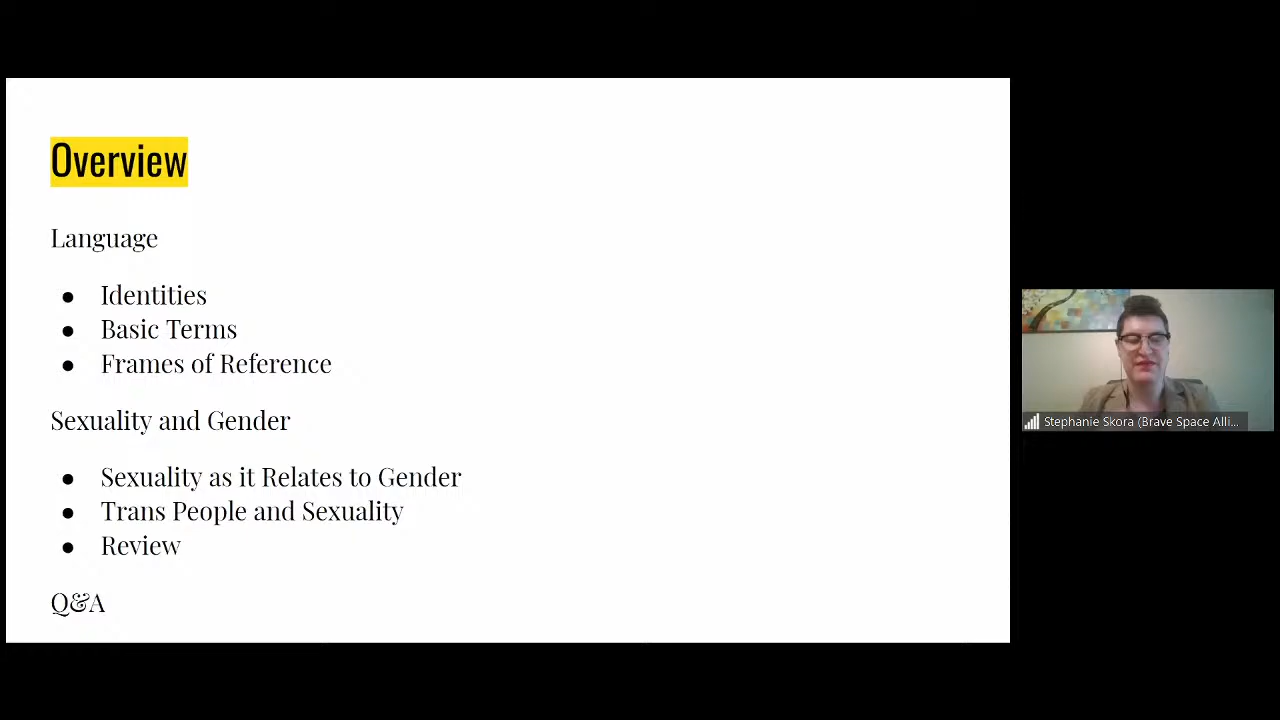 Overview
Language
● Identities
● Basic Terms
● Frames of Reference
Sexuality and Gender
● Sexuality as it Relates to Gender
● Trans People and Sexuality
● Review
Q&A
Stephanie Skora (Brave Space Alli...